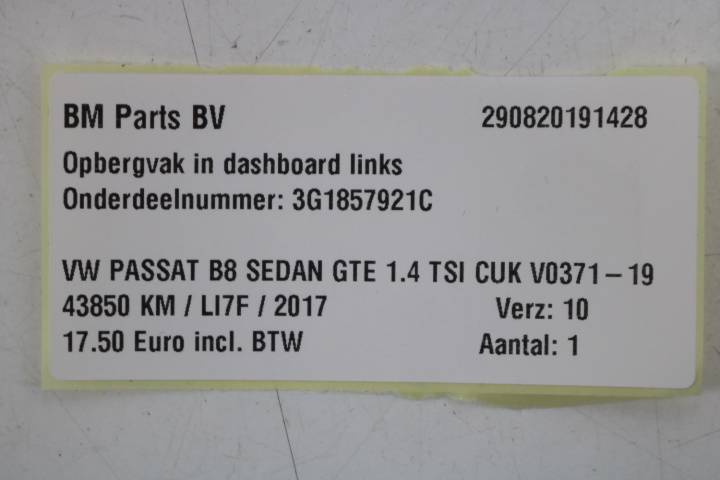 BM Parts BV 290820191428
Opbergvak in dashboard links
Onderdeelnummer: 3G1857921C
VW PASSAT B8 SEDAN GTE 1.4 TSI CUK V0371-19
43850 KM / LI7F / 2017 Verz: 10
17.50 Euro incl. BTW Aantal: 1